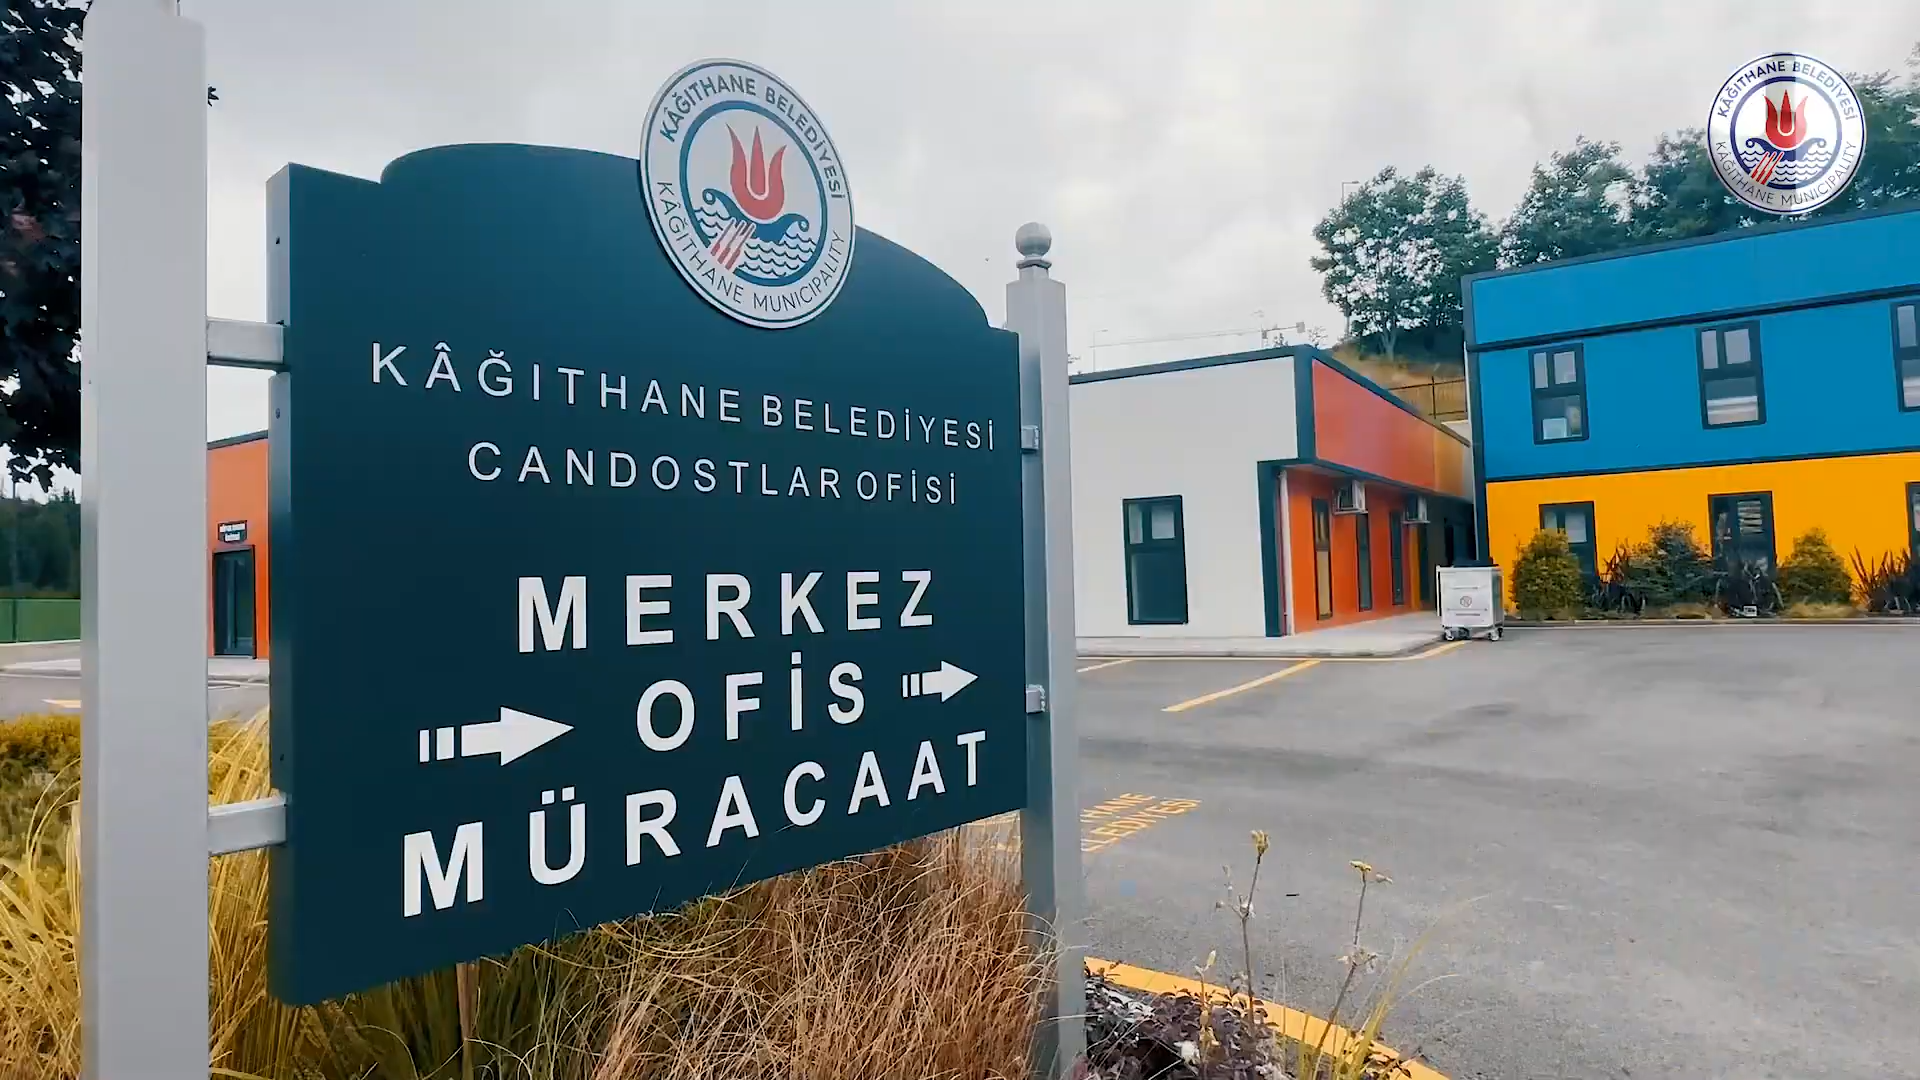 KÂĞITHANE BELEDİYESİ
KÂĞITHANE MUNICIPALITY
KÂĞITHANE BELEDİYESİ
CANDOSTLAR OFİSİ
MERKEZ
OFİS
MÜRACAAT
KÂĞITHANE BELEDİYESİ
KÂĞITHANE MUNICIPALITY